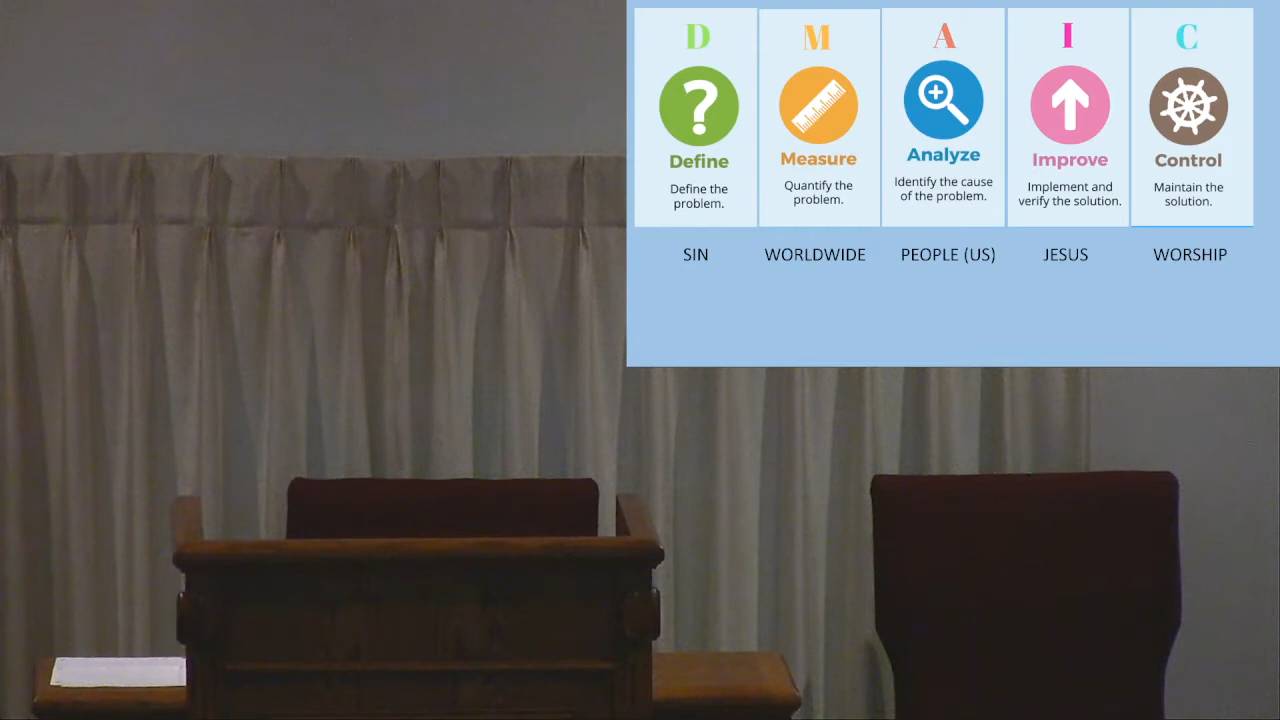 D M A I C
Define Measure Analyze Improve Control
Define the problem.
Quantify the problem.
Identify the cause of the problem.
Implement and verify the solution.
Maintain the solution.
SIN WORLDWIDE PEOPLE (US) JESUS WORSHIP